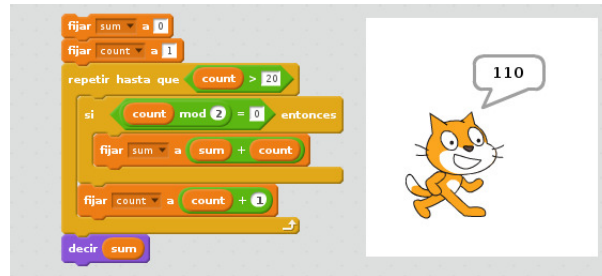 fijar sum a 0
fijar count a 1
repetir hasta que count > 20
si count mod 2 = 0 entonces
fijar sum a sum + count
fijar count a count + 1
decir sum
110